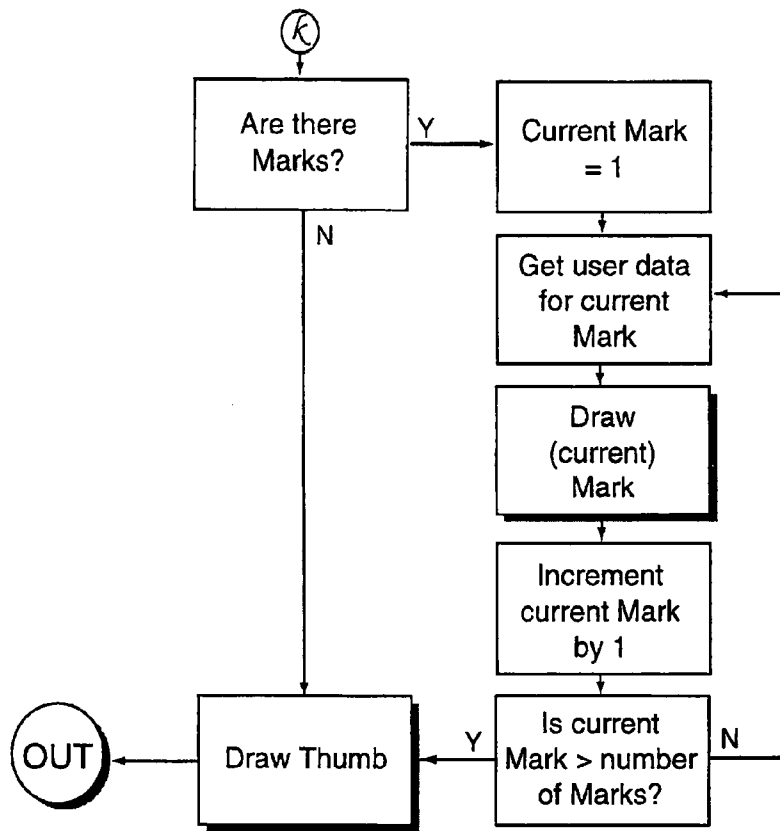 k
Are there
Marks?
Y
N
Current Mark
= 1
Get user data
for current
Mark
Draw
(current)
Mark
Increment
current Mark
by 1
Is current
Mark > number
of Marks?
N
Y
Draw Thumb
OUT